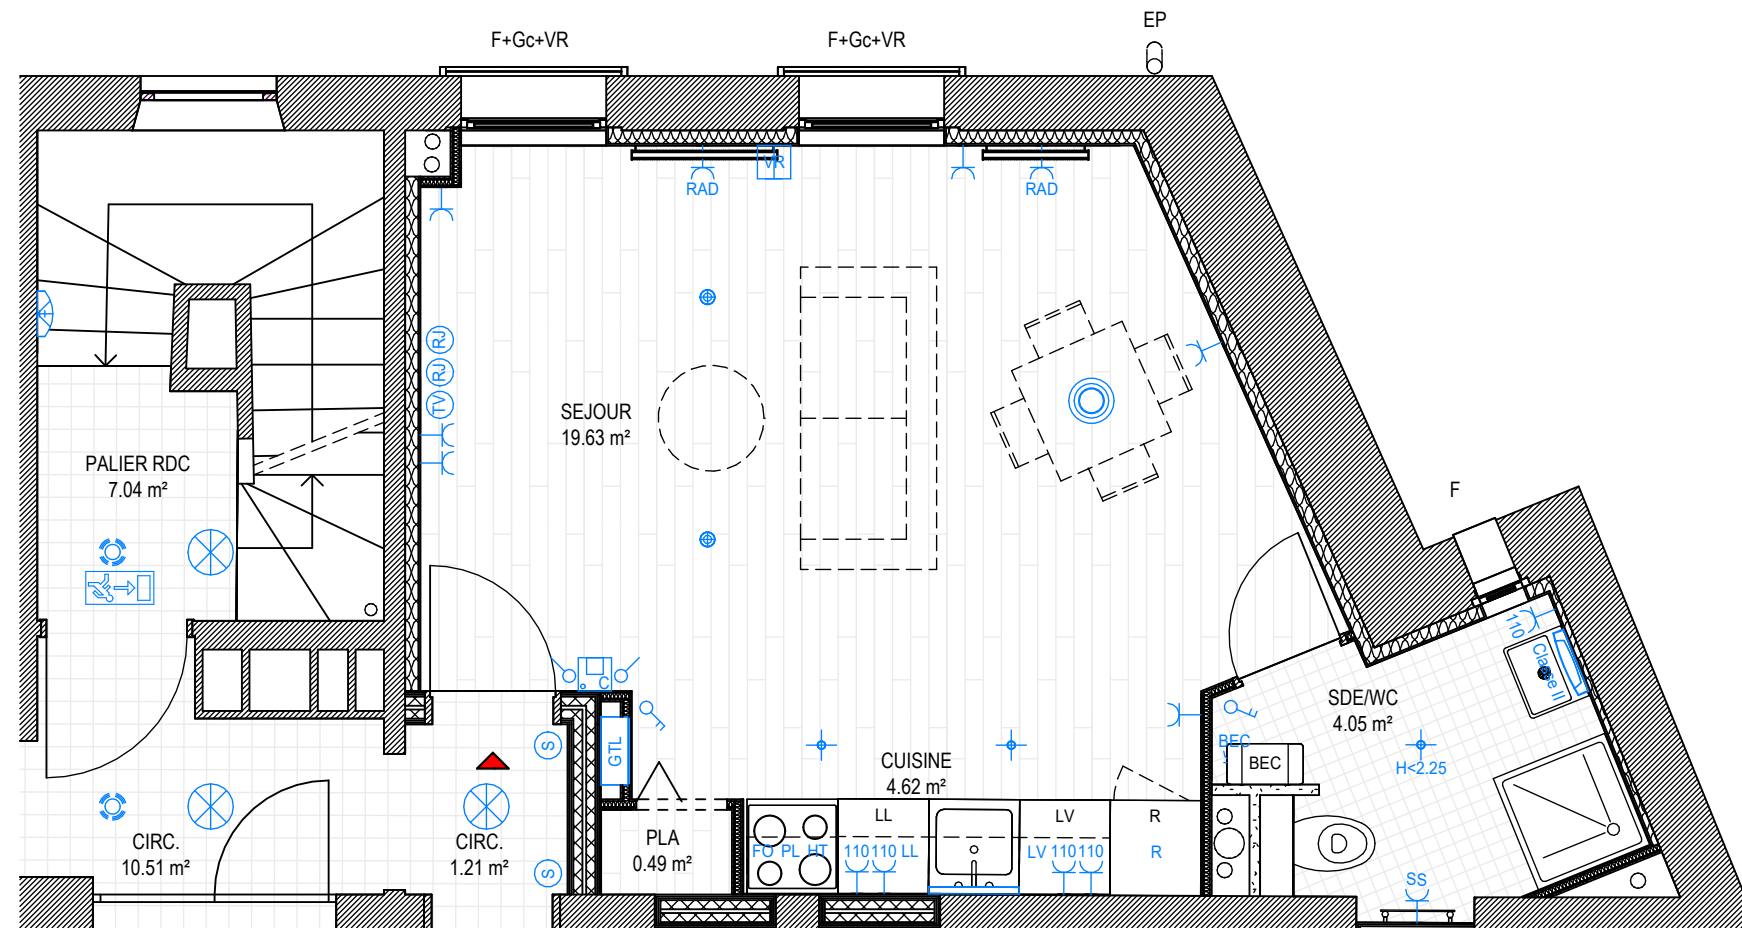 EP
F+Gc+VR
F+Gc+VR
VR
RAD
RAD
RJ
RJ
TV
SEJOUR
19.63 m²
PALIER RDC
7.04 m²
F
110
Classe II
SDE/WC
4.05 m²
H<2.25
C
GTL
S
S
BEC
BEC
CUISINE
4.62 m²
PLA
0.49 m²
LL
LV
R
FO PL HT
110 110 LL
LV 110 110
R
CIRC.
10.51 m²
CIRC.
1.21 m²
SS